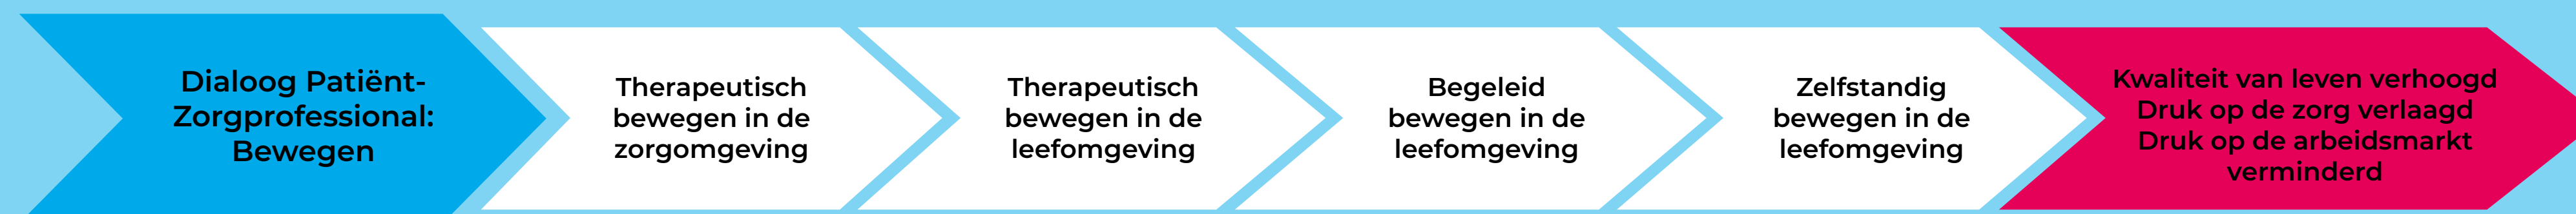 Dialoog Patiënt-
Zorgprofessional:
Bewegen
Therapeutisch
bewegen in de
zorgomgeving
Therapeutisch
bewegen in de
leefomgeving
Begeleid
bewegen in de
leefomgeving
Zelfstandig
bewegen in de
leefomgeving
Kwaliteit van leven verhoogd
Druk op de zorg verlaagd
Druk op de arbeidsmarkt
verminderd